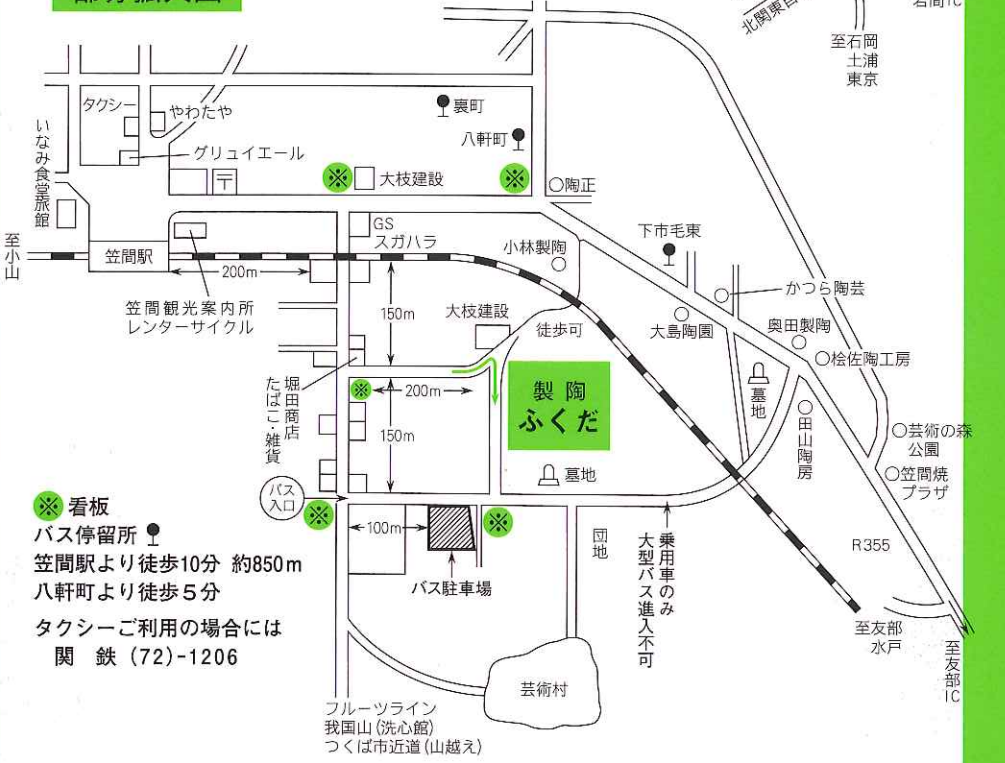 北関東自
至石岡
土浦
東京
タクシー
やわたや
裏町
八軒町
いなみ食堂旅館
グリュイエール
〒
※
大枝建設
※
陶正
GS
スガハラ
小林製陶
下市毛東
至小山
笠間駅
200m
笠間観光案内所
レンターサイクル
150m
大枝建設
徒歩可
かつら陶芸
大島陶園
奥田製陶
桧佐陶工房
墓地
堀田商店
たばこ・雑貨
※
200m
製陶
ふくだ
150m
田山陶房
芸術の森
公園
笠間焼
プラザ
墓地
バス
入口
※
100m
※
バス駐車場
団地
乗用車のみ
大型バス進入不可
R355
※ 看板
バス停留所
笠間駅より徒歩10分 約850m
八軒町より徒歩5分
タクシーご利用の場合には
関 鉄 (72)-1206
至友部
水戸
至友部IC
芸術村
フルーツライン
我国山(洗心館)
つくば市近道(山越え)